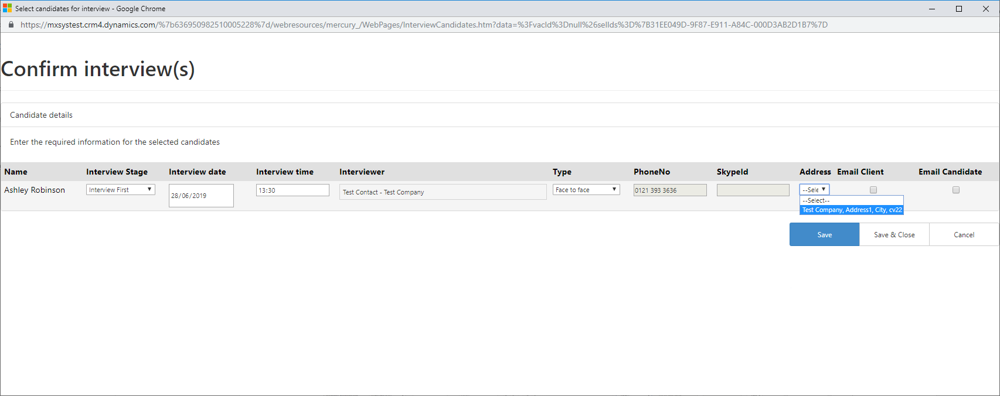 Select candidates for interview - Google Chrome
https://mxsystest.crm4.dynamics.com/%7b636950982510005228%7d/webresources/mercury_/WebPages/InterviewCandidates.htm?data=%3Fvacld%3Dnull%26sellds%3D%7B31EE049D-9F87-E911-A84C-000D3AB2D1B7%7D
Confirm interview(s)
Candidate details
Enter the required information for the selected candidates
Name Interview Stage Interview date Interview time Interviewer Type PhoneNo SkypeId Address Email Client Email Candidate
Ashley Robinson Interview First 28/06/2019 13:30 Test Contact - Test Company Face to face 0121 393 3636 --Sele
--Select--
Test Company, Address1, City, cv22
Save Save & Close Cancel